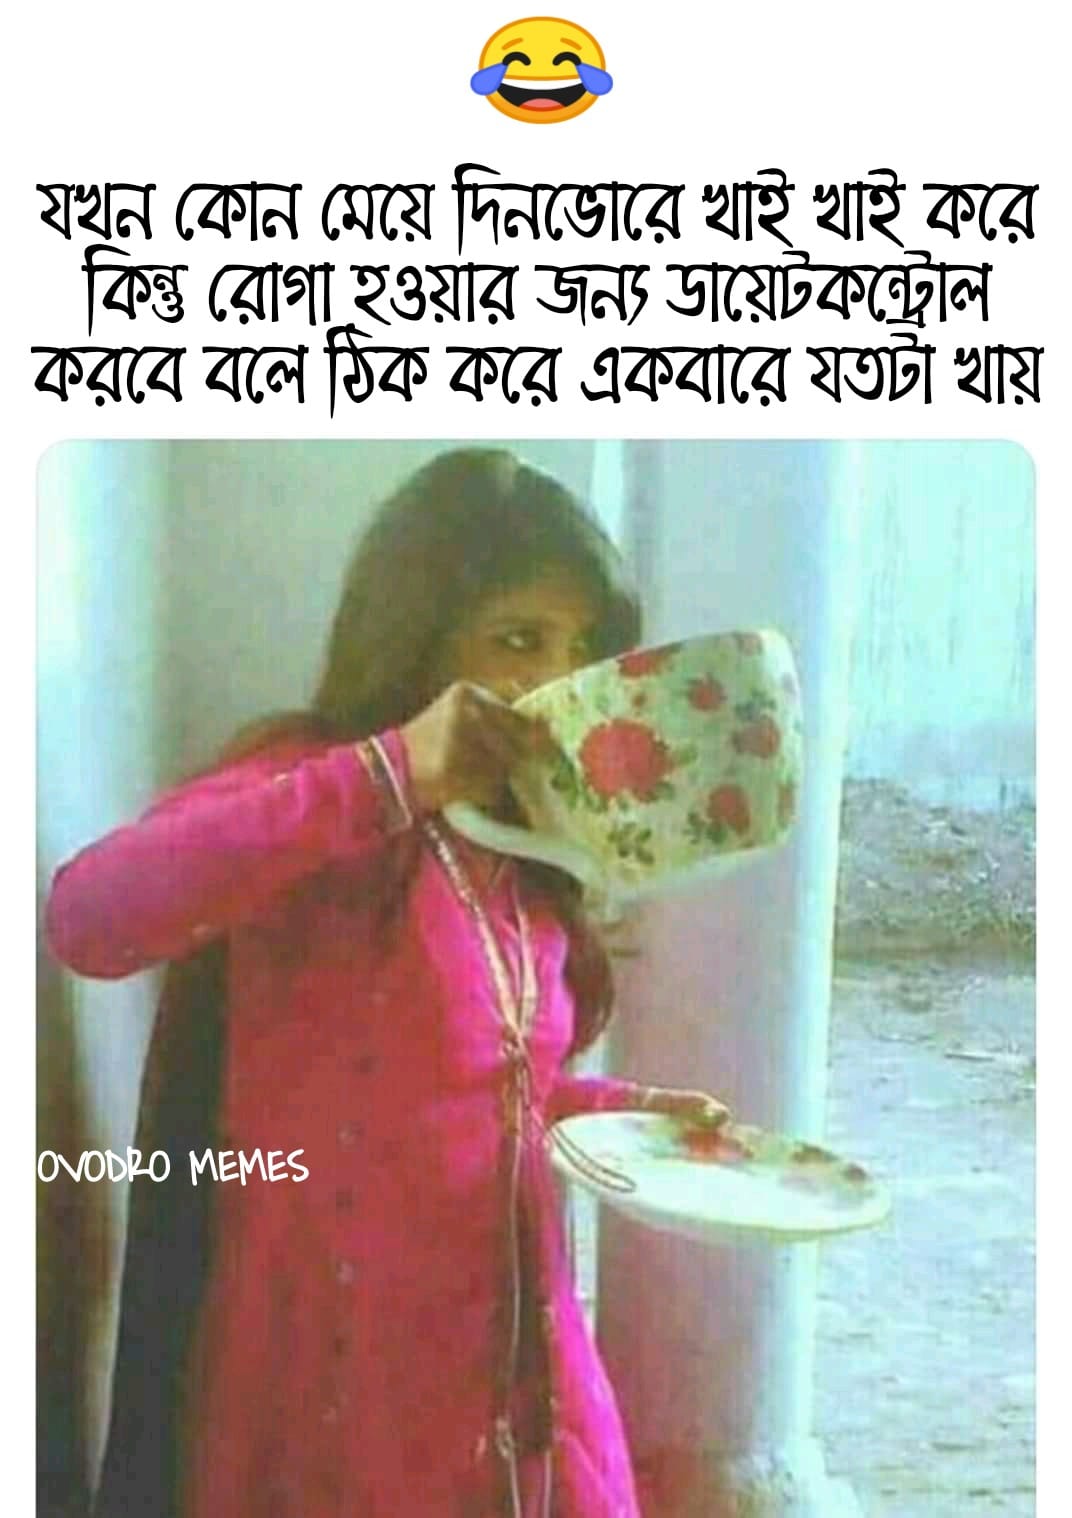 যখন কোন মেয়ে দিনভোরে খাই খাই করে
কিন্তু রোগা হওয়ার জন্য ডায়েটকন্ট্রোল
করবে বলে ঠিক করে একবারে যতটা খায়
OVODRO MEMES